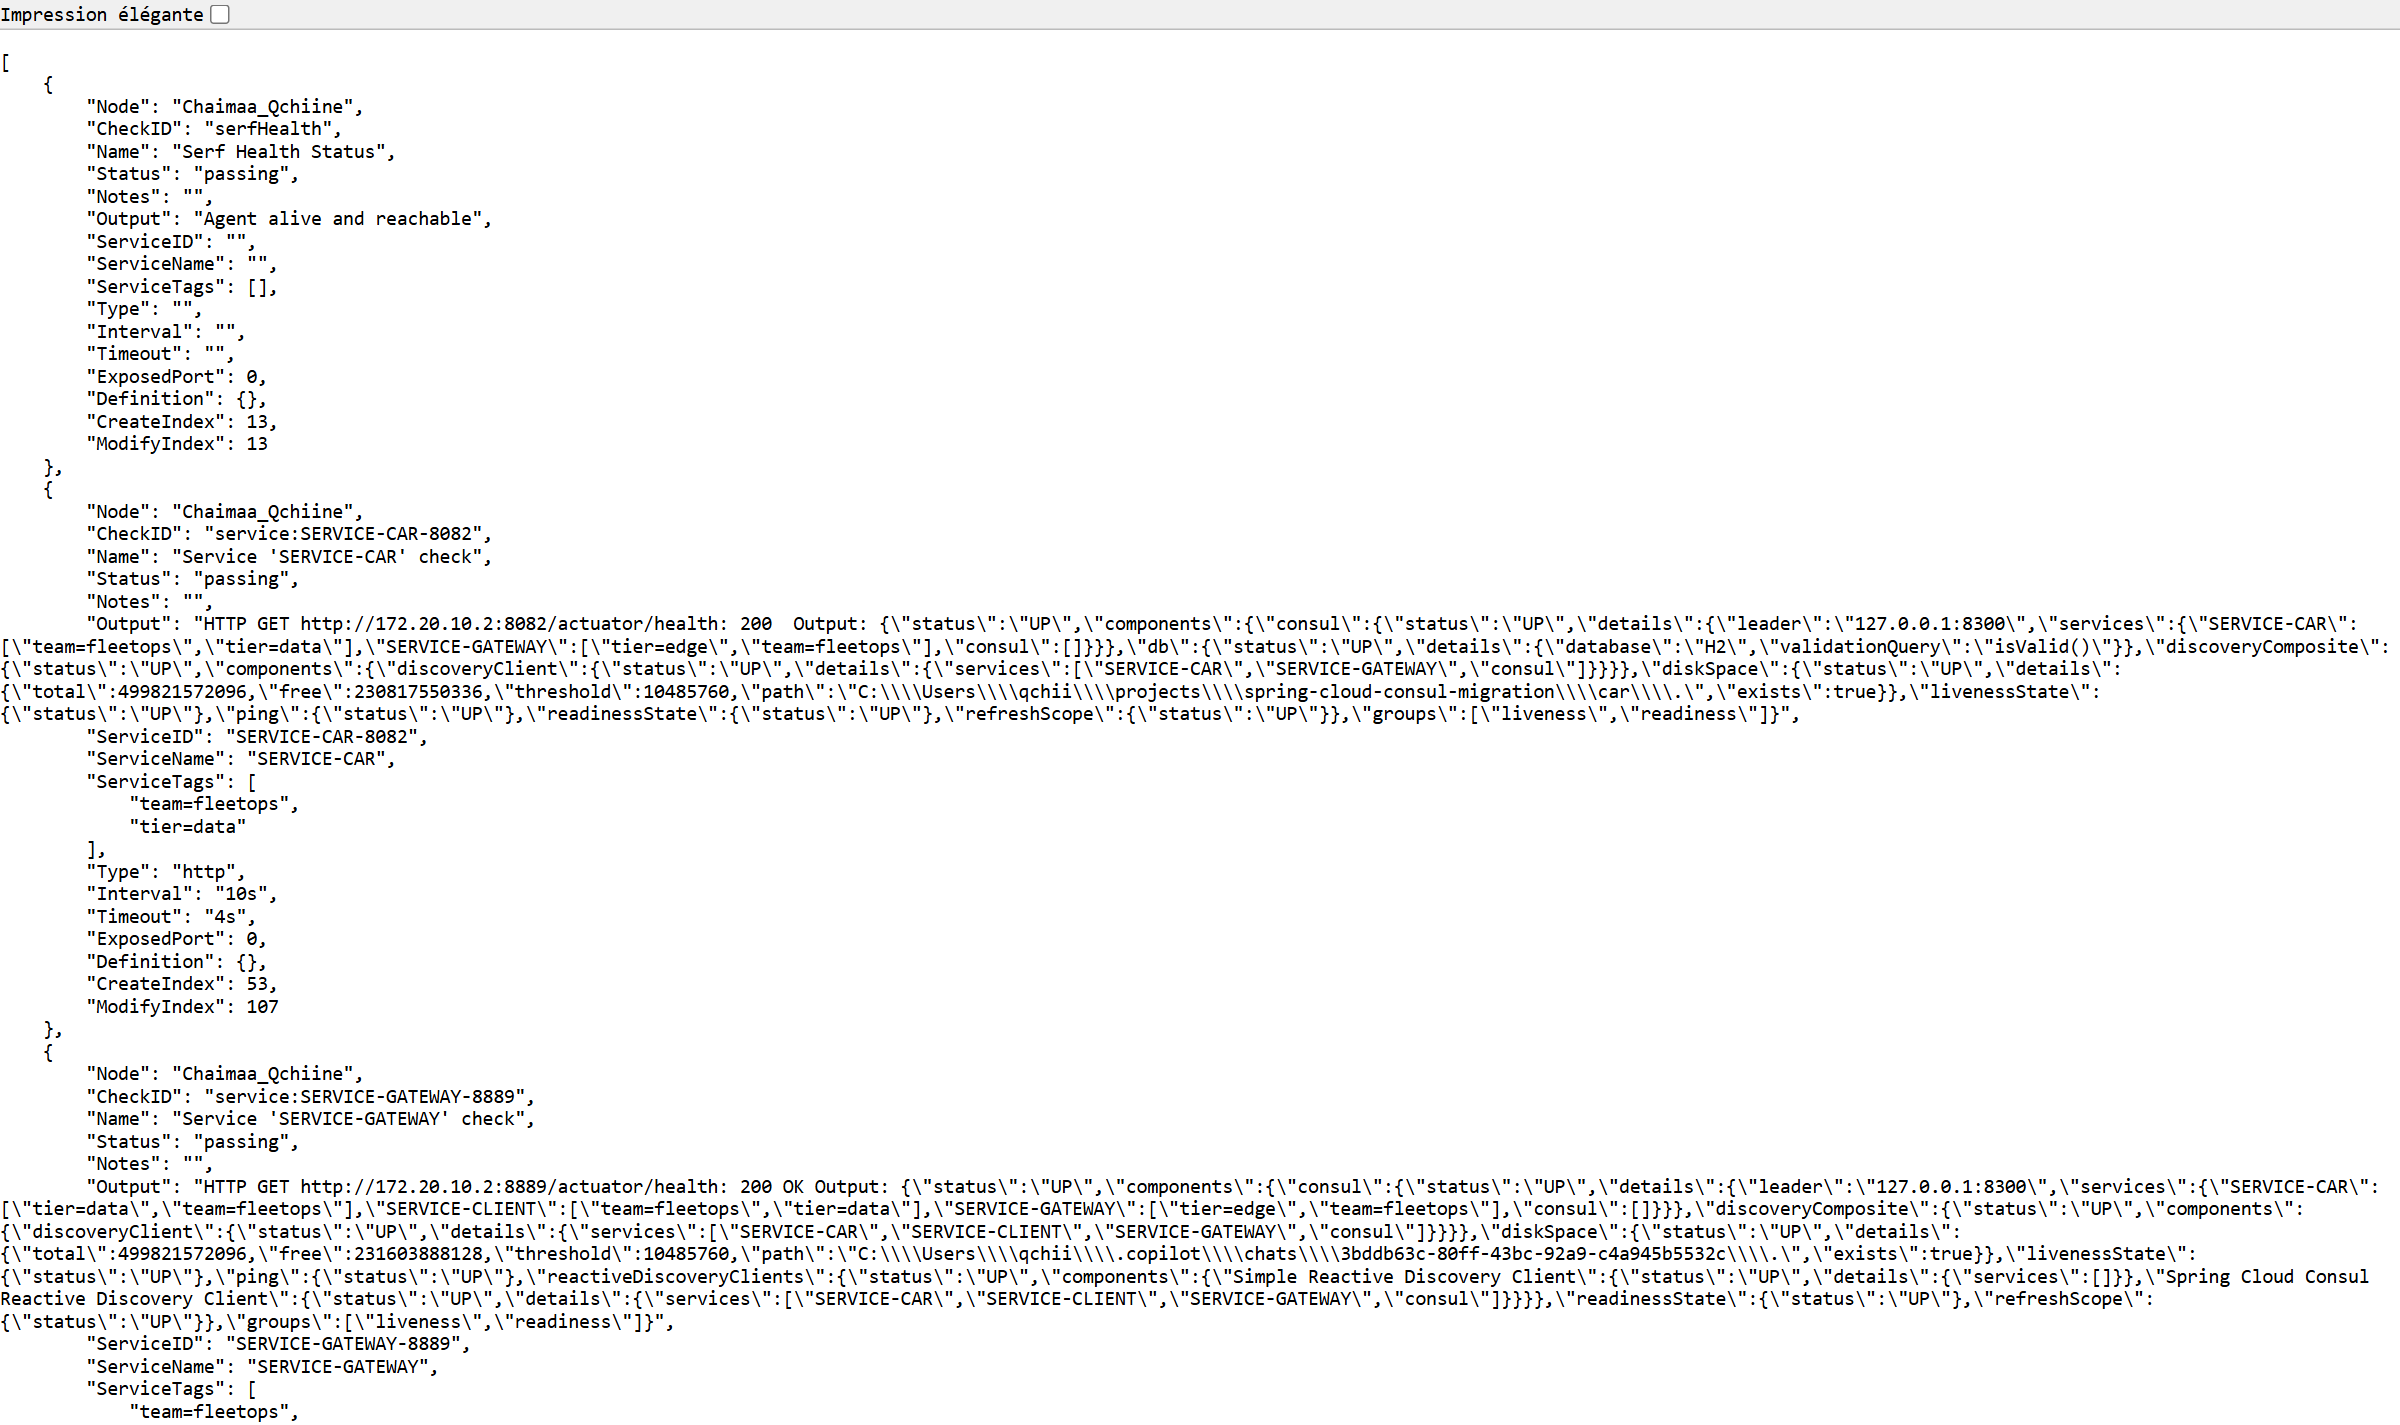 Impression élégante
[
    {
        "Node": "Chaimaa_Qchiine",
        "CheckID": "serfHealth",
        "Name": "Serf Health Status",
        "Status": "passing",
        "Notes": "",
        "Output": "Agent alive and reachable",
        "ServiceID": "",
        "ServiceName": "",
        "ServiceTags": [],
        "Type": "",
        "Interval": "",
        "Timeout": "",
        "ExposedPort": 0,
        "Definition": {},
        "CreateIndex": 13,
        "ModifyIndex": 13
    },
    {
        "Node": "Chaimaa_Qchiine",
        "CheckID": "service:SERVICE-CAR-8082",
        "Name": "Service 'SERVICE-CAR' check",
        "Status": "passing",
        "Notes": "",
        "Output": "HTTP GET http://172.20.10.2:8082/actuator/health: 200  Output: {\"status\":\"UP\",\"components\":{\"consul\":{\"status\":\"UP\",\"details\":{\"leader\":\"127.0.0.1:8300\",\"services\":{\"SERVICE-CAR\":
[\"team=fleetops\",\"tier=data\"],\"SERVICE-GATEWAY\":[\"tier=edge\",\"team=fleetops\"],\"consul\":[]}}},\"db\":{\"status\":\"UP\",\"details\":{\"database\":\"H2\",\"validationQuery\":\"isValid()\"}},\"discoveryComposite\":
{\"status\":\"UP\",\"components\":{\"discoveryClient\":{\"status\":\"UP\",\"details\":{\"services\":[\"SERVICE-CAR\",\"SERVICE-GATEWAY\",\"consul\"]}}}},\"diskSpace\":{\"status\":\"UP\",\"details\":
{\"total\":499821572096,\"free\":230817550336,\"threshold\":10485760,\"path\":\"C:\\\\Users\\\\qchii\\\\projects\\\\spring-cloud-consul-migration\\\\car\\\\.\",\"exists\":true}},\"livenessState\":
{\"status\":\"UP\"},\"ping\":{\"status\":\"UP\"},\"readinessState\":{\"status\":\"UP\"},\"refreshScope\":{\"status\":\"UP\"}},\"groups\":[\"liveness\",\"readiness\"]}",
        "ServiceID": "SERVICE-CAR-8082",
        "ServiceName": "SERVICE-CAR",
        "ServiceTags": [
            "team=fleetops",
            "tier=data"
        ],
        "Type": "http",
        "Interval": "10s",
        "Timeout": "4s",
        "ExposedPort": 0,
        "Definition": {},
        "CreateIndex": 53,
        "ModifyIndex": 107
    },
    {
        "Node": "Chaimaa_Qchiine",
        "CheckID": "service:SERVICE-GATEWAY-8889",
        "Name": "Service 'SERVICE-GATEWAY' check",
        "Status": "passing",
        "Notes": "",
        "Output": "HTTP GET http://172.20.10.2:8889/actuator/health: 200 OK Output: {\"status\":\"UP\",\"components\":{\"consul\":{\"status\":\"UP\",\"details\":{\"leader\":\"127.0.0.1:8300\",\"services\":{\"SERVICE-CAR\":
[\"tier=data\",\"team=fleetops\"],\"SERVICE-CLIENT\":[\"team=fleetops\",\"tier=data\"],\"SERVICE-GATEWAY\":[\"tier=edge\",\"team=fleetops\"],\"consul\":[]}}},\"discoveryComposite\":{\"status\":\"UP\",\"components\":
{\"discoveryClient\":{\"status\":\"UP\",\"details\":{\"services\":[\"SERVICE-CAR\",\"SERVICE-CLIENT\",\"SERVICE-GATEWAY\",\"consul\"]}}}},\"diskSpace\":{\"status\":\"UP\",\"details\":
{\"total\":499821572096,\"free\":231603888128,\"threshold\":10485760,\"path\":\"C:\\\\Users\\\\qchii\\\\.copilot\\\\chats\\\\3bddb63c-80ff-43bc-92a9-c4a945b5532c\\\\.\",\"exists\":true}},\"livenessState\":
{\"status\":\"UP\"},\"ping\":{\"status\":\"UP\"},\"reactiveDiscoveryClients\":{\"status\":\"UP\",\"components\":{\"Simple Reactive Discovery Client\":{\"status\":\"UP\",\"details\":{\"services\":[]}},\"Spring Cloud Consul
Reactive Discovery Client\":{\"status\":\"UP\",\"details\":{\"services\":[\"SERVICE-CAR\",\"SERVICE-CLIENT\",\"SERVICE-GATEWAY\",\"consul\"]}}}},\"readinessState\":{\"status\":\"UP\"},\"refreshScope\":
{\"status\":\"UP\"}},\"groups\":[\"liveness\",\"readiness\"]}",
        "ServiceID": "SERVICE-GATEWAY-8889",
        "ServiceName": "SERVICE-GATEWAY",
        "ServiceTags": [
            "team=fleetops",